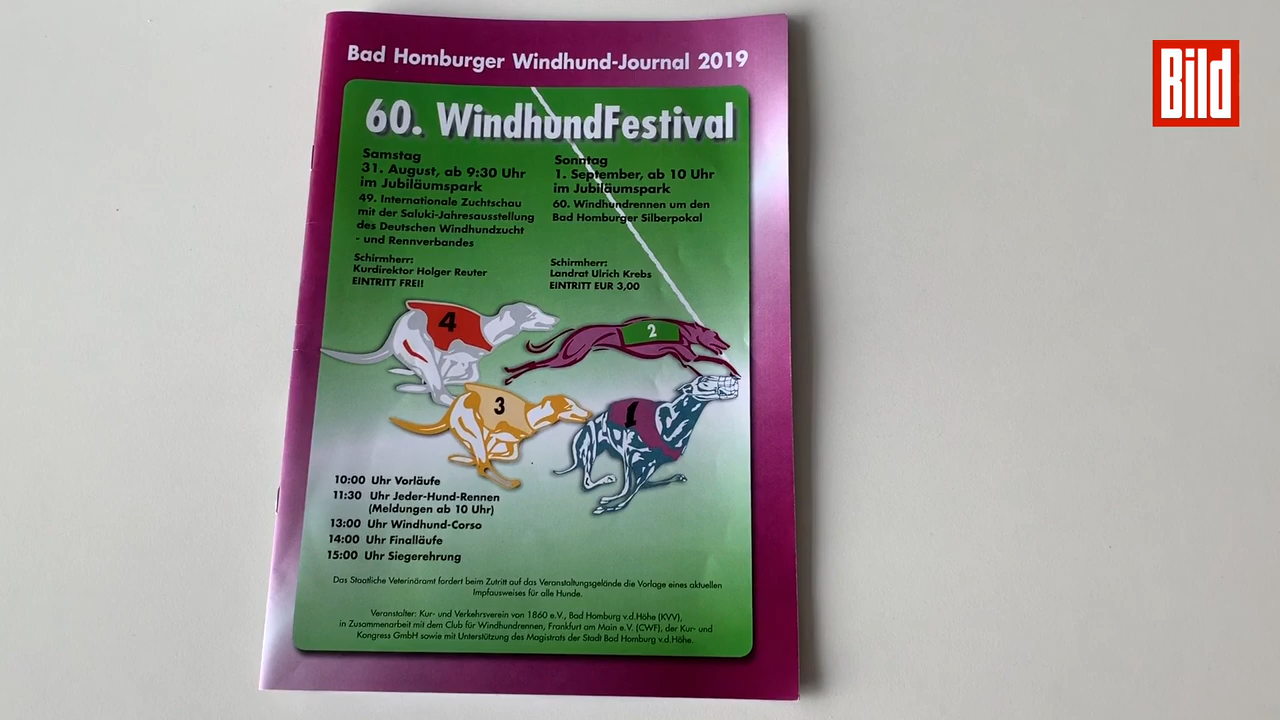 Bild
Bad Homburger Windhund-Journal 2019
60. WindhundFestival
Samstag
31. August, ab 9:30 Uhr
im Jubiläumspark
49. Internationale Zuchtschau
mit der Saluki-Jahresausstellung
des Deutschen Windhundzucht
- und Rennverbandes
Schirmherr:
Kurdirektor Holger Reuter
EINTRITT FREI!
Sonntag
1. September, ab 10 Uhr
im Jubiläumspark
60. Windhundrennen um den
Bad Homburger Silberpokal
Schirmherr:
Landrat Ulrich Krebs
EINTRITT EUR 3,00
4
2
3
1
10:00 Uhr Vorläufe
11:30 Uhr Jeder-Hund-Rennen
(Meldungen ab 10 Uhr)
13:00 Uhr Windhund-Corso
14:00 Uhr Finalläufe
15:00 Uhr Siegerehrung
Das Staatliche Veterinäramt fordert beim Zutritt auf das Veranstaltungsgelände die Vorlage eines aktuellen
Impfausweises für alle Hunde.
Veranstalter: Kur- und Verkehrsverein von 1860 e.V., Bad Homburg v.d.Höhe (KVV),
in Zusammenarbeit mit dem Club für Windhundrennen, Frankfurt am Main e.V. (CWF), der Kur- und
Kongress GmbH sowie mit Unterstützung des Magistrats der Stadt Bad Homburg v.d.Höhe.